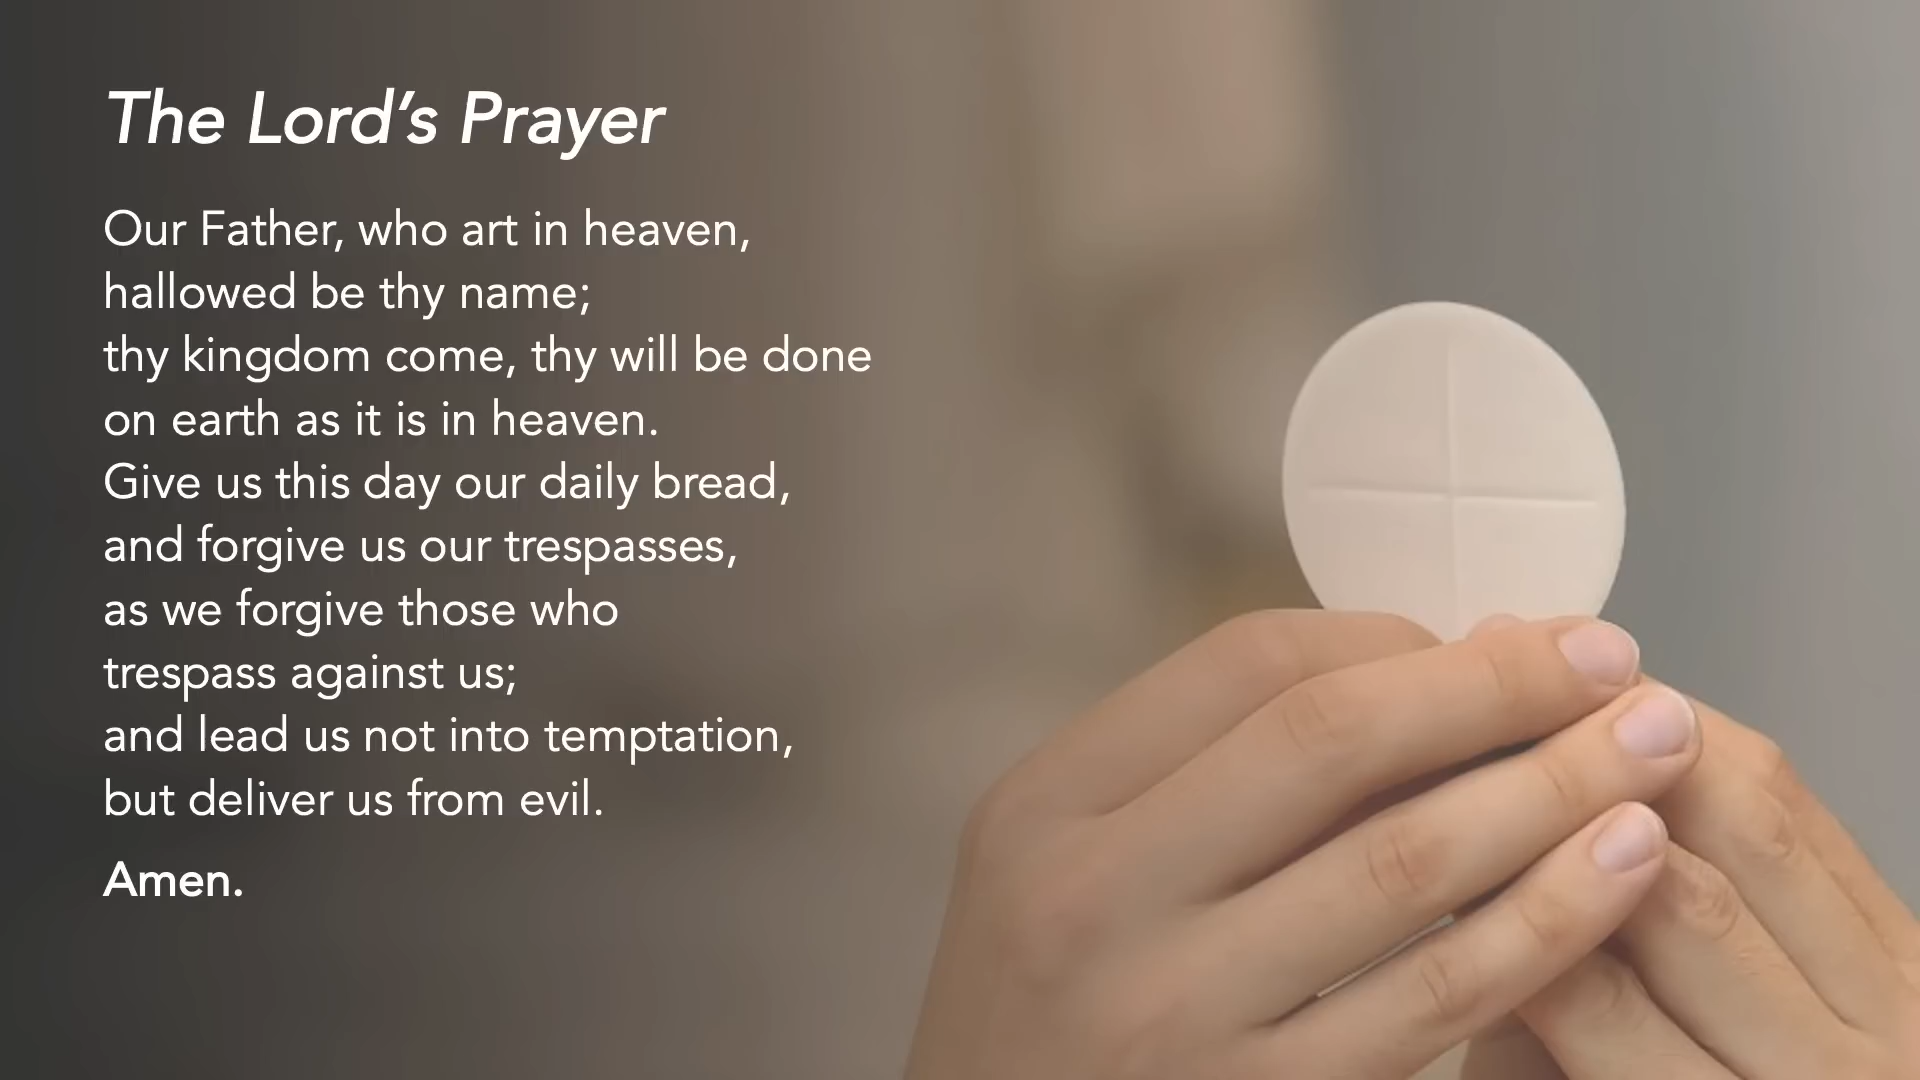 The Lord’s Prayer
Our Father, who art in heaven,
hallowed be thy name;
thy kingdom come, thy will be done
on earth as it is in heaven.
Give us this day our daily bread,
and forgive us our trespasses,
as we forgive those who
trespass against us;
and lead us not into temptation,
but deliver us from evil.
Amen.